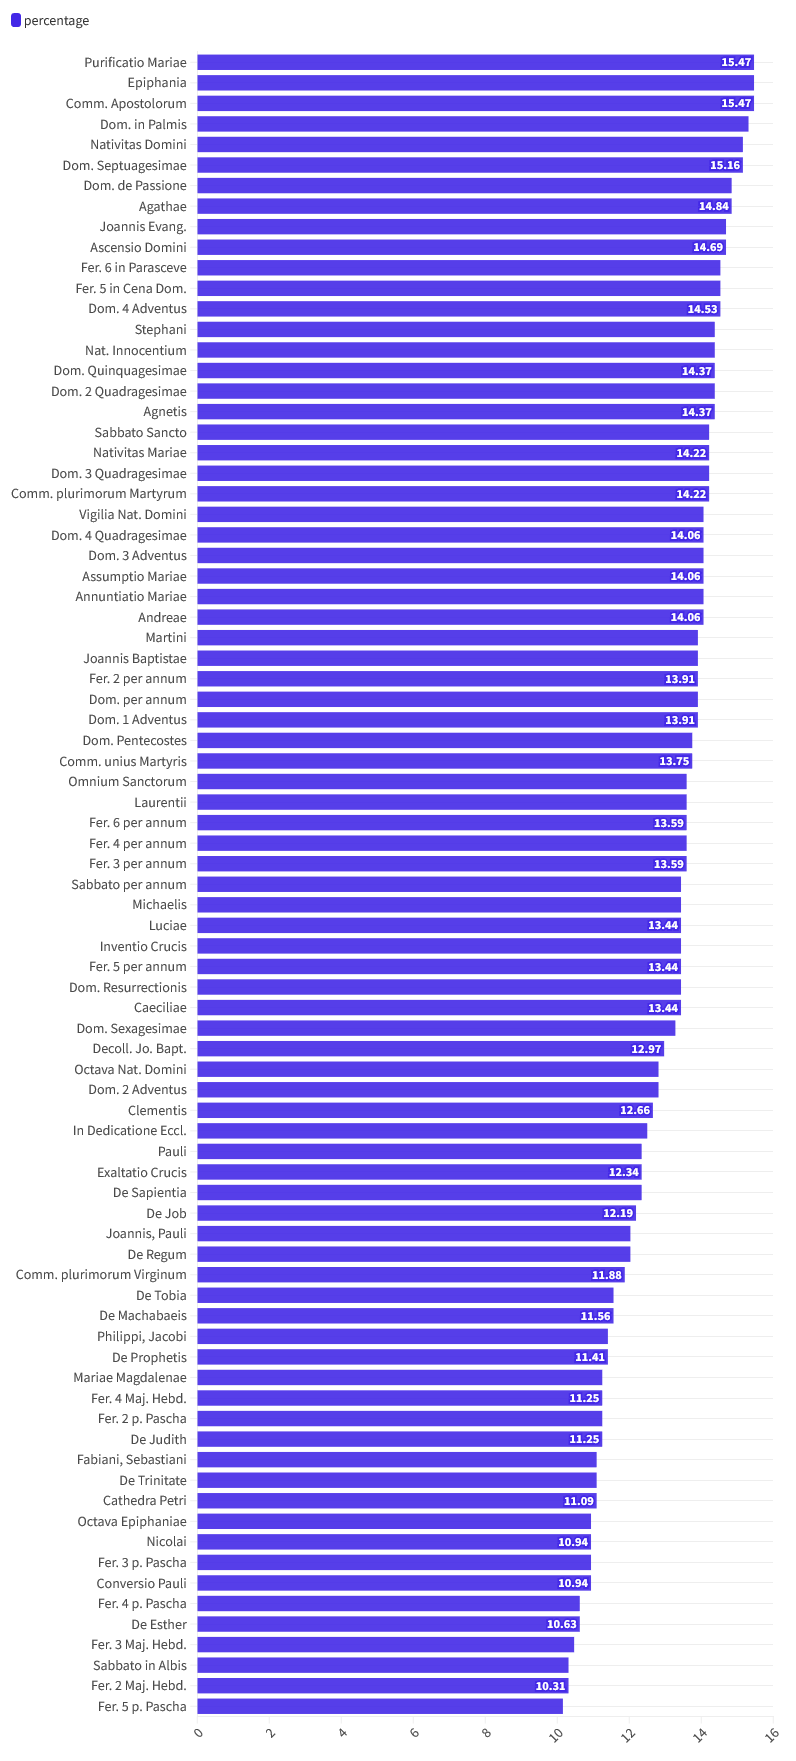 percentage
Purificatio Mariae 15.47
Epiphania
Comm. Apostolorum 15.47
Dom. in Palmis
Nativitas Domini
Dom. Septuagesimae 15.16
Dom. de Passione
Agathae 14.84
Joannis Evang.
Ascensio Domini 14.69
Fer. 6 in Parasceve
Fer. 5 in Cena Dom.
Dom. 4 Adventus 14.53
Stephani
Nat. Innocentium
Dom. Quinquagesimae 14.37
Dom. 2 Quadragesimae
Agnetis 14.37
Sabbato Sancto
Nativitas Mariae 14.22
Dom. 3 Quadragesimae
Comm. plurimorum Martyrum 14.22
Vigilia Nat. Domini
Dom. 4 Quadragesimae 14.06
Dom. 3 Adventus
Assumptio Mariae 14.06
Annuntiatio Mariae
Andreae 14.06
Martini
Joannis Baptistae
Fer. 2 per annum 13.91
Dom. per annum
Dom. 1 Adventus 13.91
Dom. Pentecostes
Comm. unius Martyris 13.75
Omnium Sanctorum
Laurentii
Fer. 6 per annum 13.59
Fer. 4 per annum
Fer. 3 per annum 13.59
Sabbato per annum
Michaelis
Luciae 13.44
Inventio Crucis
Fer. 5 per annum 13.44
Dom. Resurrectionis
Caeciliae 13.44
Dom. Sexagesimae
Decoll. Jo. Bapt. 12.97
Octava Nat. Domini
Dom. 2 Adventus
Clementis 12.66
In Dedicatione Eccl.
Pauli
Exaltatio Crucis 12.34
De Sapientia
De Job 12.19
Joannis, Pauli
De Regum
Comm. plurimorum Virginum 11.88
De Tobia
De Machabaeis 11.56
Philippi, Jacobi
De Prophetis 11.41
Mariae Magdalenae
Fer. 4 Maj. Hebd. 11.25
Fer. 2 p. Pascha
De Judith 11.25
Fabiani, Sebastiani
De Trinitate
Cathedra Petri 11.09
Octava Epiphaniae
Nicolai 10.94
Fer. 3 p. Pascha
Conversio Pauli 10.94
Fer. 4 p. Pascha
De Esther 10.63
Fer. 3 Maj. Hebd.
Sabbato in Albis
Fer. 2 Maj. Hebd. 10.31
Fer. 5 p. Pascha
0 2 4 6 8 10 12 14 16